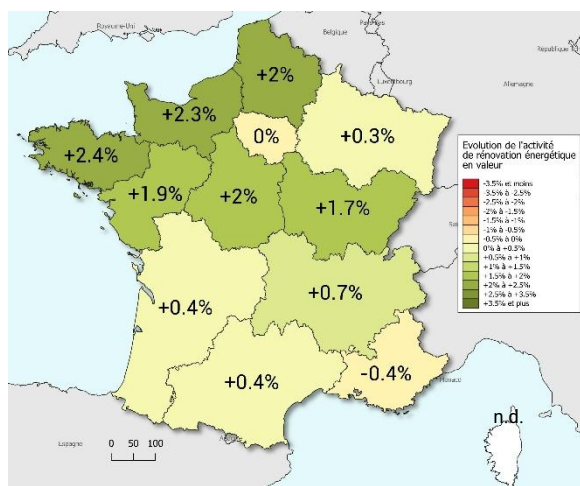 Royaume-Uni
Belgique
Luxembourg
Allemagne
+2%
+2.3%
0%
+0.3%
+2.4%
+1.9%
+2%
+1.7%
Evolution de l'activité
de rénovation énergétique
en valeur
-3.5% et moins
-3.5% à -2.5%
-2.5% à -2%
-2% à -1.5%
-1.5% à -1%
-1% à -0.5%
-0.5% à 0%
0% à +0.5%
+0.5% à +1%
+1% à +1.5%
+1.5% à +2%
+2% à +2.5%
+2.5% à +3.5%
+3.5% et plus
+0.4%
+0.7%
+0.4%
-0.4%
Monaco
n.d.
Espagne
0 50 100